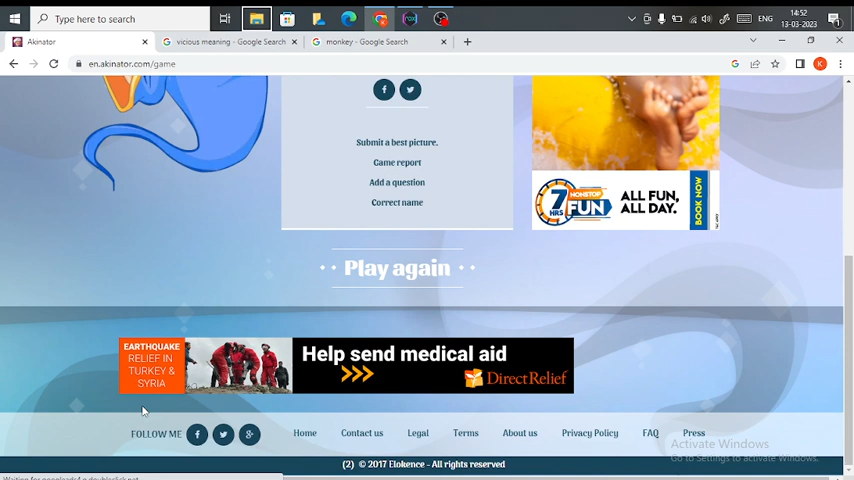 Type here to search
ENG
14:52
13-03-2023
Akinator
vicious meaning - Google Search
monkey - Google Search
en.akinator.com/game
K
Submit a best picture.
Game report
Add a question
Correct name
7
HRS
NONSTOP
FUN
ALL FUN,
ALL DAY.
BOOK NOW
Play again
EARTHQUAKE
RELIEF IN
TURKEY &
SYRIA
Help send medical aid
DirectRelief
FOLLOW ME
Home
Contact us
Legal
Terms
About us
Privacy Policy
FAQ
Press
Activate Windows
Go to Settings to activate Windows.
(2) © 2017 Elokence - All rights reserved